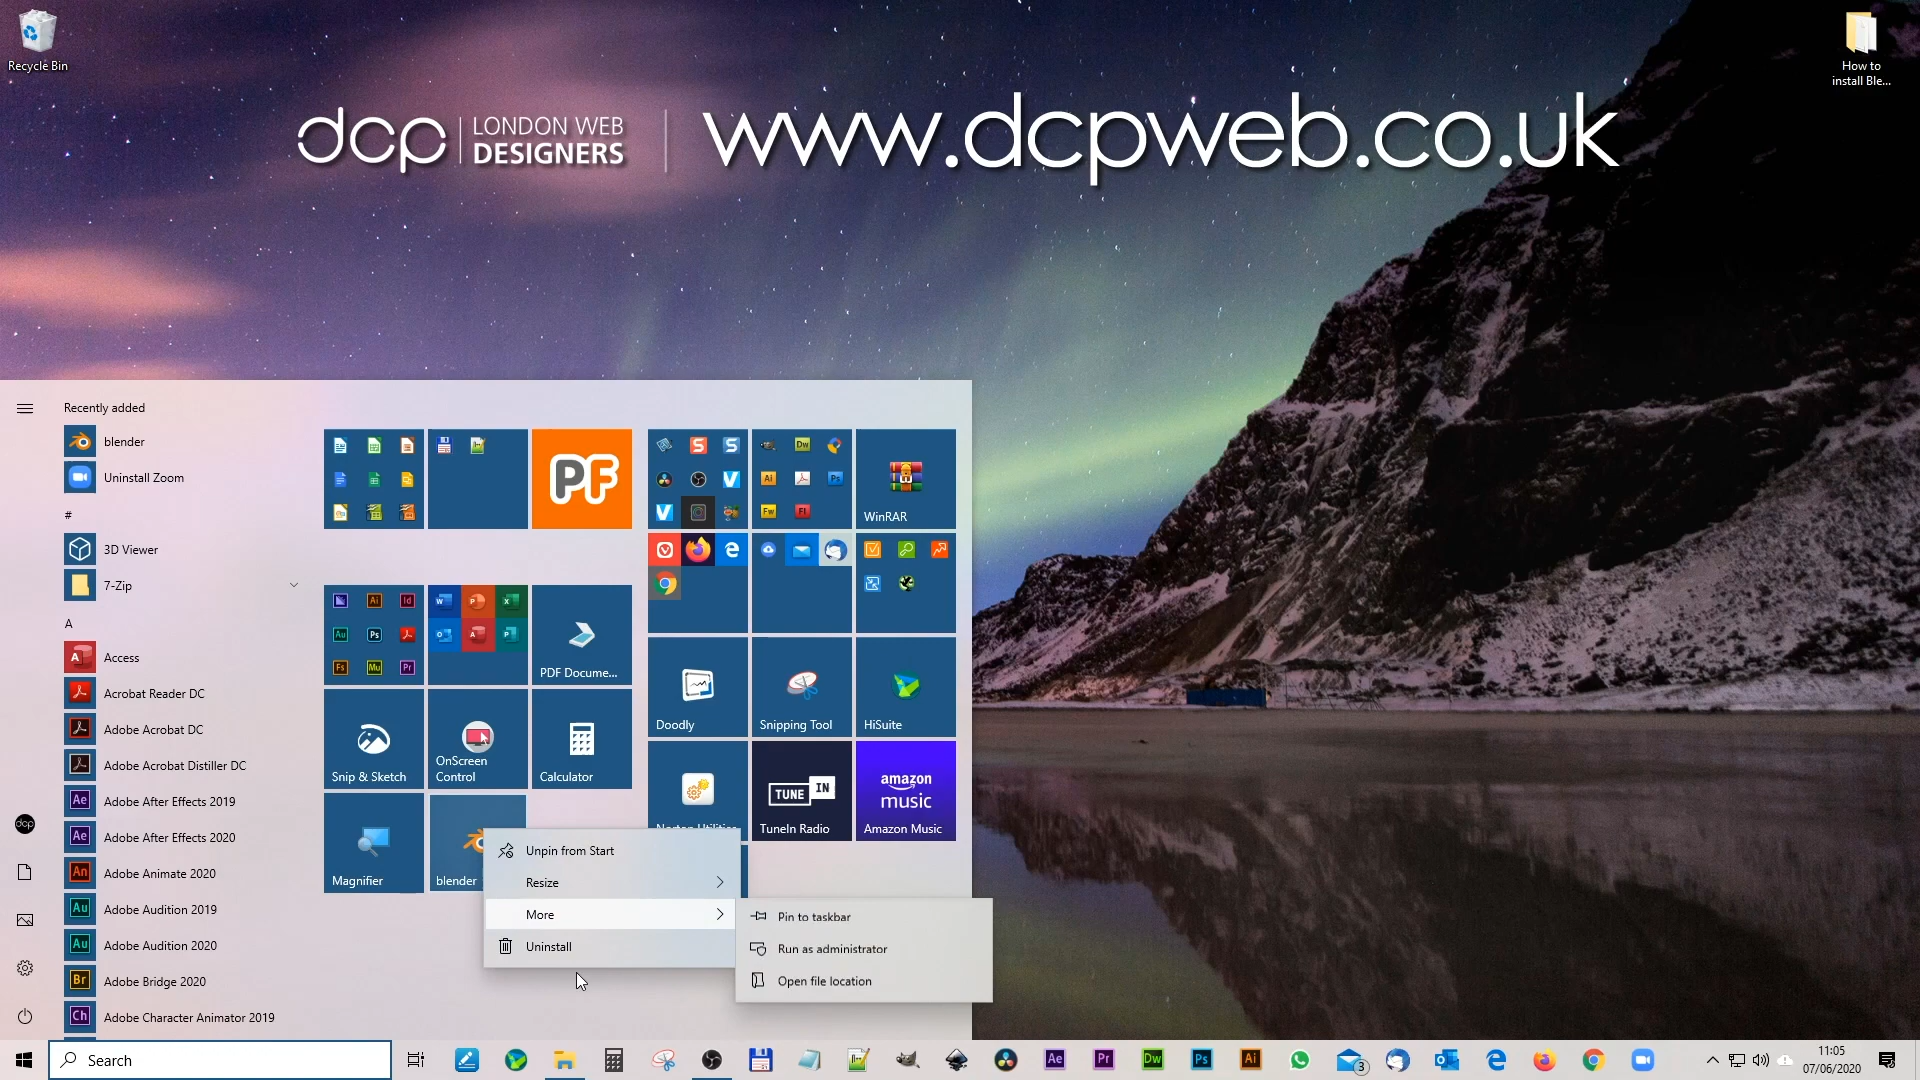 Recycle Bin
How to
install Ble...
dcp
LONDON WEB
DESIGNERS
www.dcpweb.co.uk
Recently added
blender
Uninstall Zoom
#
3D Viewer
7-Zip
A
Access
Acrobat Reader DC
Adobe Acrobat DC
Adobe Acrobat Distiller DC
Adobe After Effects 2019
Adobe After Effects 2020
Adobe Animate 2020
Adobe Audition 2019
Adobe Audition 2020
Adobe Bridge 2020
Adobe Character Animator 2019
PF
WinRAR
PDF Docume...
Doodly
Snipping Tool
HiSuite
Snip & Sketch
OnScreen
Control
Calculator
Norton Utilities
TUNE IN
TuneIn Radio
amazon
music
Amazon Music
Magnifier
blender
Unpin from Start
Resize
More
Uninstall
Pin to taskbar
Run as administrator
Open file location
Search
3
11:05
07/06/2020